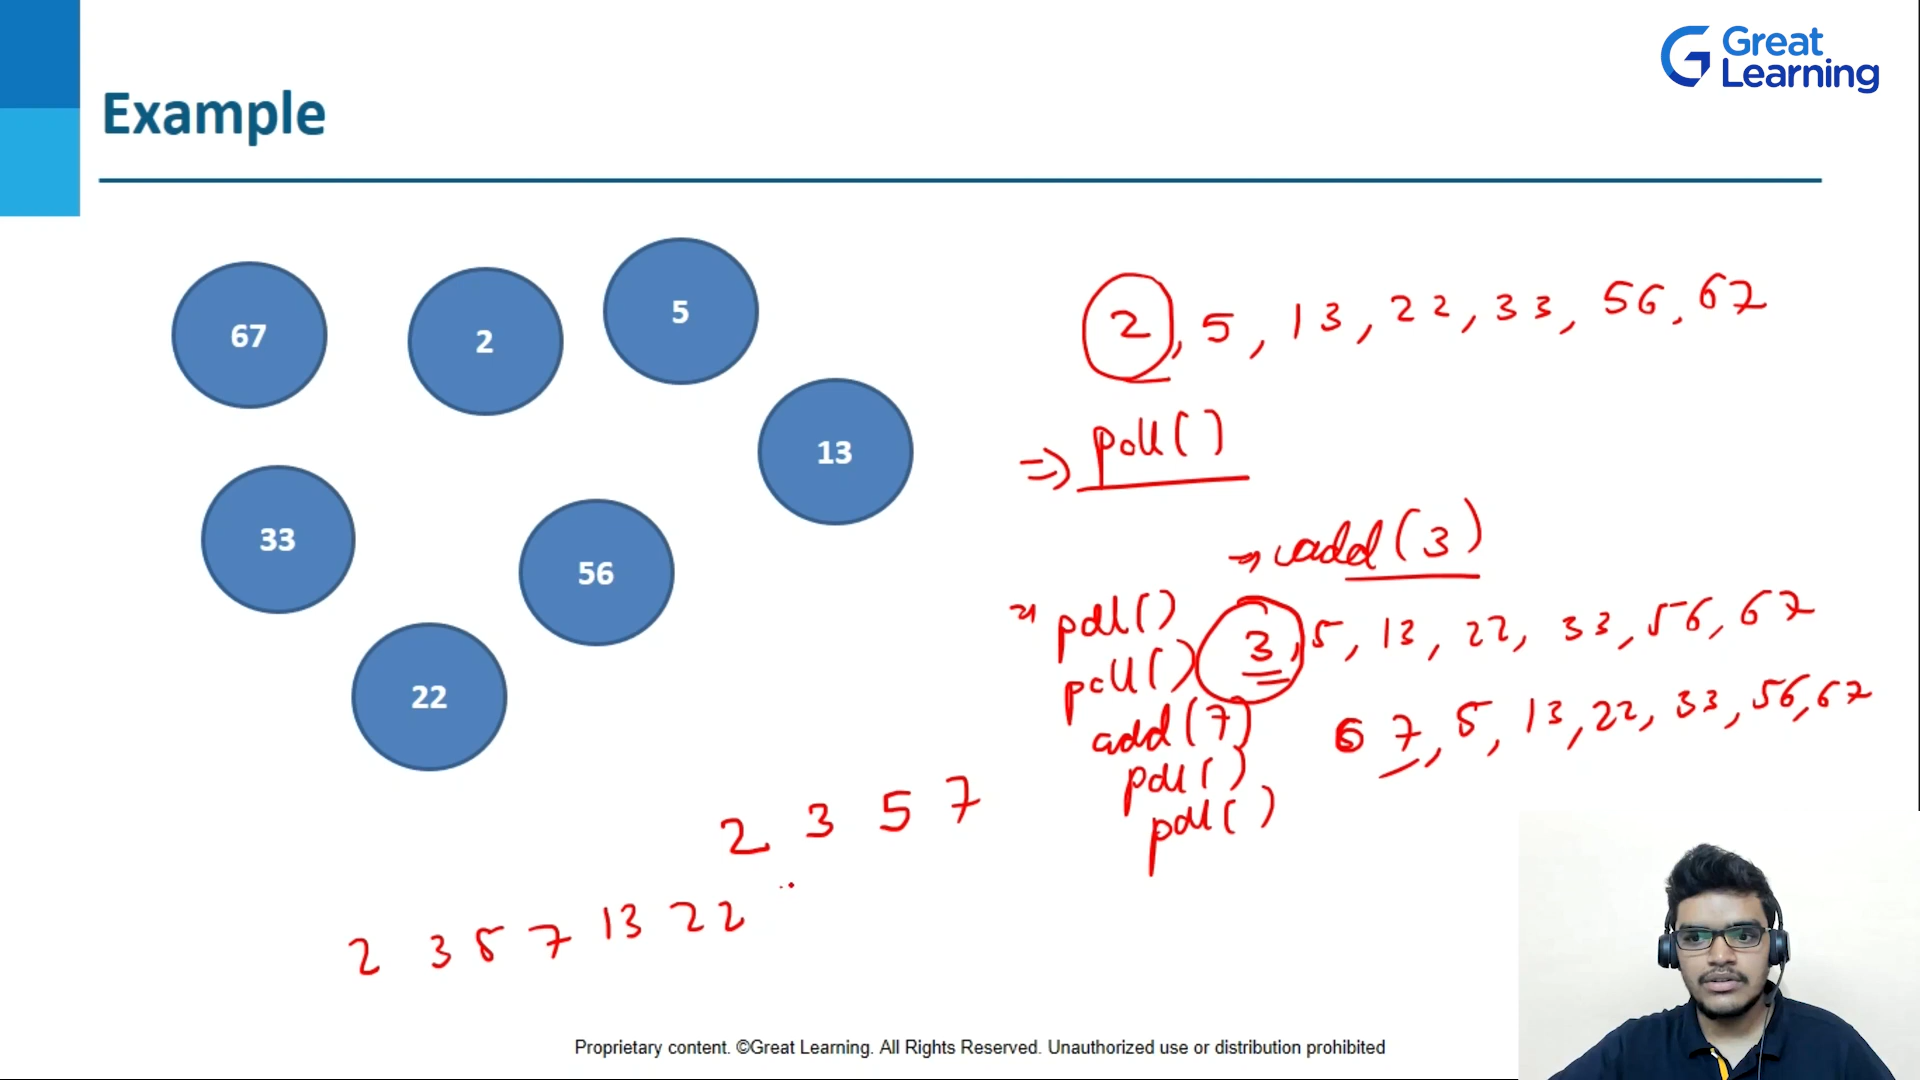 Great
Learning
Example
67
2
5
13
33
56
22
2, 5, 13, 22, 33, 56, 67
=> poll()
→ add(3)
poll()
3, 5, 13, 22, 33, 56, 67
poll()
add(7)
7, 5, 13, 22, 33, 56, 67
poll()
poll()
2 3 5 7
2 3 5 7 13 22
Proprietary content. ©Great Learning. All Rights Reserved. Unauthorized use or distribution prohibited